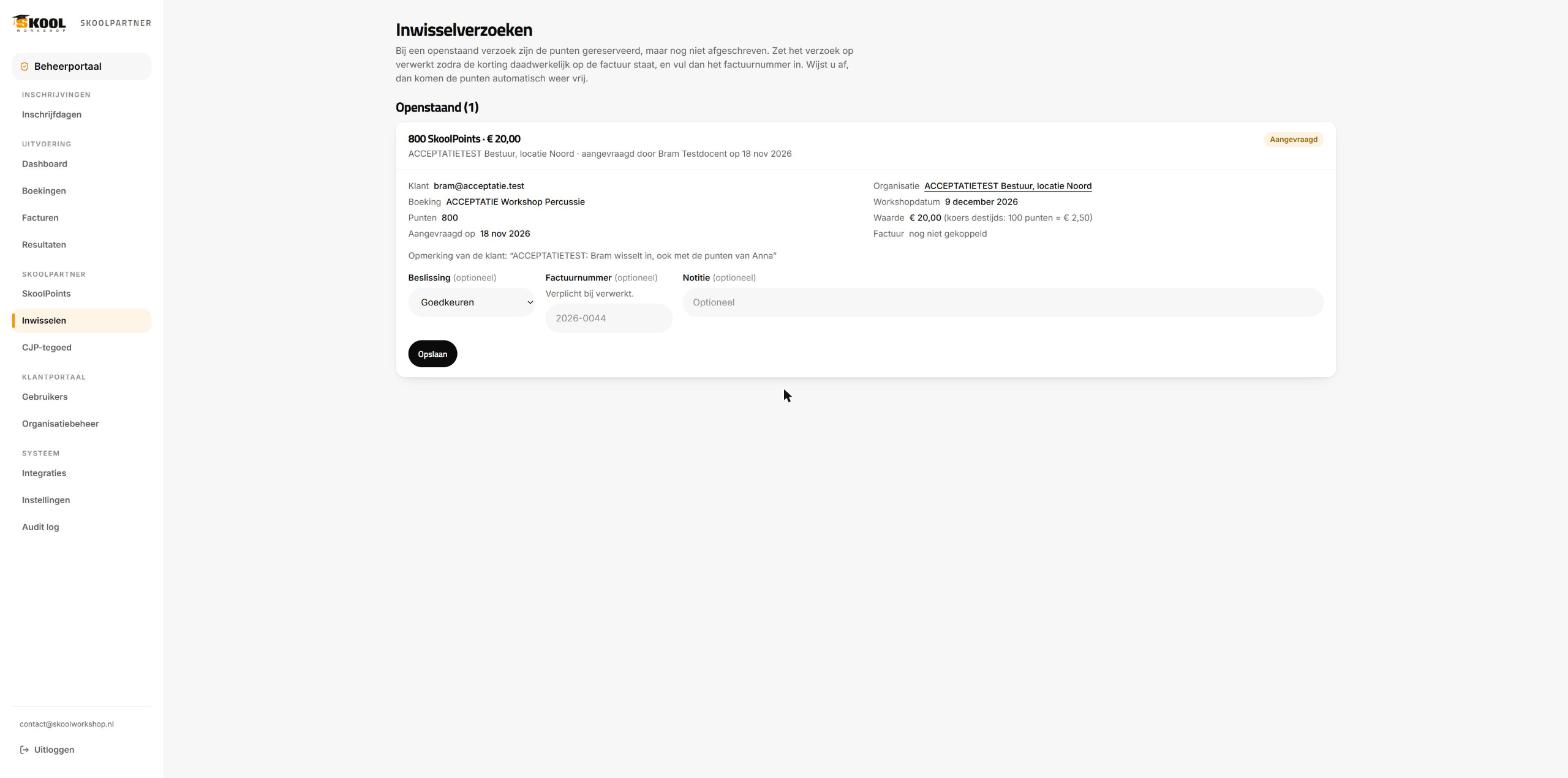 SKOOL
WORKSHOP
SKOOLPARTNER
Beheerportaal
INSCHRIJVINGEN
Inschrijfdagen
UITVOERING
Dashboard
Boekingen
Facturen
Resultaten
SKOOLPARTNER
SkoolPoints
Inwisselen
CJP-tegoed
KLANTPORTAAL
Gebruikers
Organisatiebeheer
SYSTEEM
Integraties
Instellingen
Audit log
contact@skoolworkshop.nl
Uitloggen
Inwisselverzoeken
Bij een openstaand verzoek zijn de punten gereserveerd, maar nog niet afgeschreven. Zet het verzoek op
verwerkt zodra de korting daadwerkelijk op de factuur staat, en vul dan het factuurnummer in. Wijst u af,
dan komen de punten automatisch weer vrij.
Openstaand (1)
800 SkoolPoints · € 20,00
Aangevraagd
ACCEPTATIETEST Bestuur, locatie Noord · aangevraagd door Bram Testdocent op 18 nov 2026
Klant bram@acceptatie.test
Organisatie ACCEPTATIETEST Bestuur, locatie Noord
Boeking ACCEPTATIE Workshop Percussie
Workshopdatum 9 december 2026
Punten 800
Waarde € 20,00 (koers destijds: 100 punten = € 2,50)
Aangevraagd op 18 nov 2026
Factuur nog niet gekoppeld
Opmerking van de klant: “ACCEPTATIETEST: Bram wisselt in, ook met de punten van Anna”
Beslissing (optioneel)
Goedkeuren
Factuurnummer (optioneel)
Verplicht bij verwerkt.
2026-0044
Notitie (optioneel)
Optioneel
Opslaan